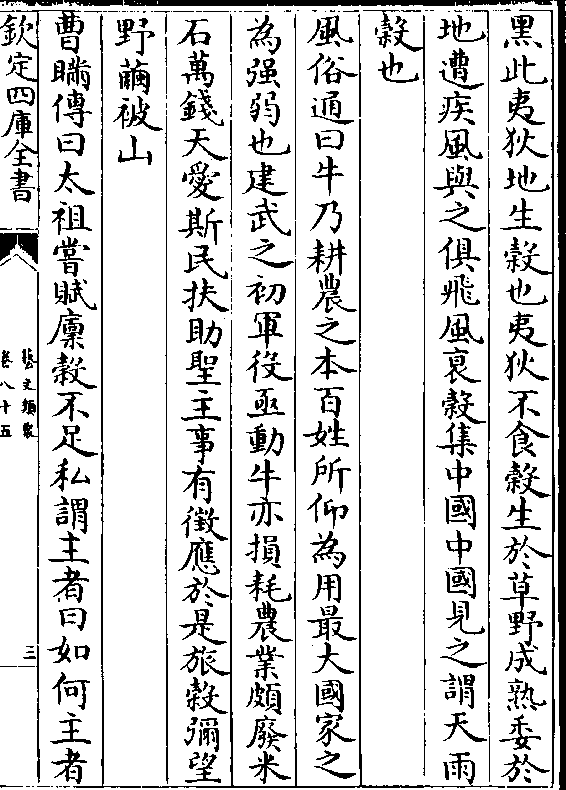 黑此夷狄地生穀也夷狄不食穀生於草野成熟委於
地遭疾風與之俱飛風衰穀集中國中國見之謂天雨
穀也
風俗通曰牛乃耕農之本百姓所仰為用最大國家之
為强弱也建武之初軍役亟動牛亦損耗農業頗廢米
石萬錢天愛斯民扶助聖主事有徵應於是旅穀彌望
野繭被山
曹瞞傳曰太祖嘗賦廩穀不足私謂主者曰如何主者
欽定四庫全書
藝文類聚
卷八十五
三